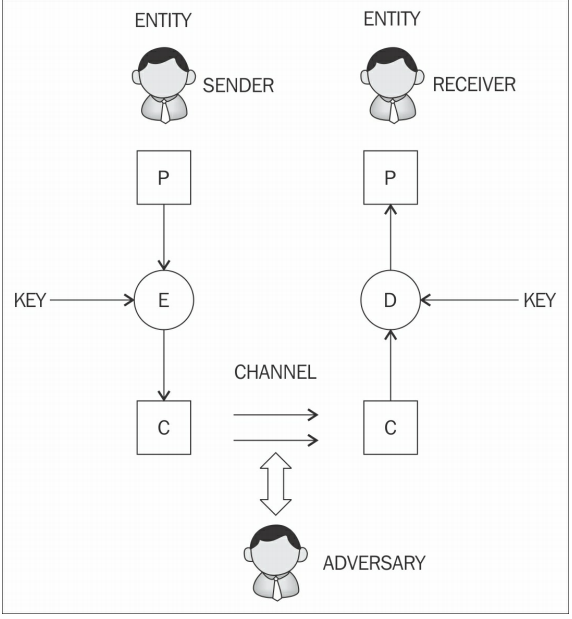 ENTITY
ENTITY
SENDER
RECEIVER
P
P
KEY
E
D
KEY
CHANNEL
C
C
ADVERSARY